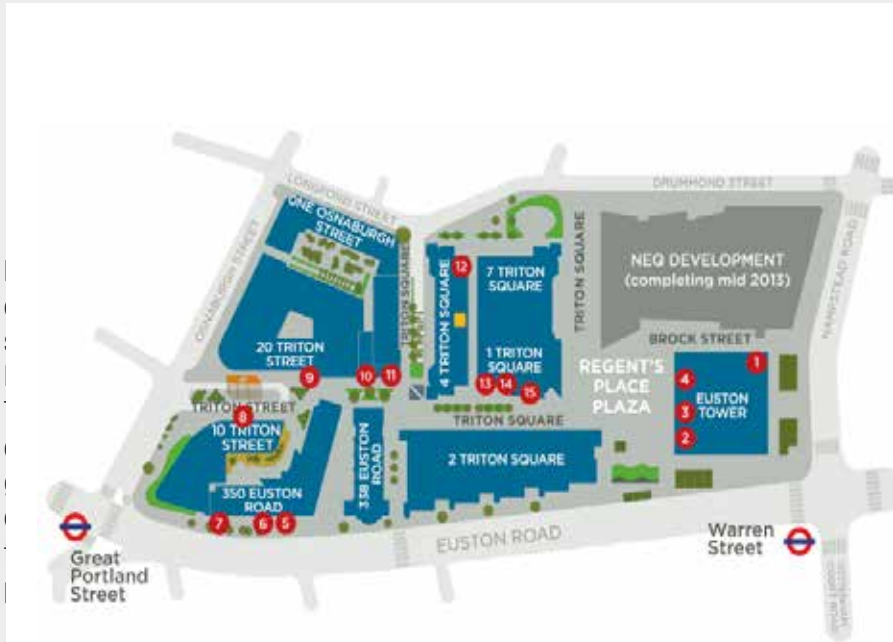 LONGFORD STREET
DRUMMOND STREET
ONE OSNABURGH
STREET
OSNABURGH STREET
TRITON SQUARE
4 TRITON SQUARE
12
7 TRITON
SQUARE
TRITON SQUARE
NEQ DEVELOPMENT
(completing mid 2013)
HAMPSTEAD ROAD
BROCK STREET
20 TRITON
STREET
9
10
11
1 TRITON
SQUARE
13
14
15
REGENT'S
PLACE
PLAZA
1
4
EUSTON
TOWER
3
2
TRITON STREET
8
10 TRITON
STREET
TRITON SQUARE
338 EUSTON
ROAD
2 TRITON SQUARE
350 EUSTON
ROAD
7
6
5
EUSTON ROAD
Great
Portland
Street
Warren
Street